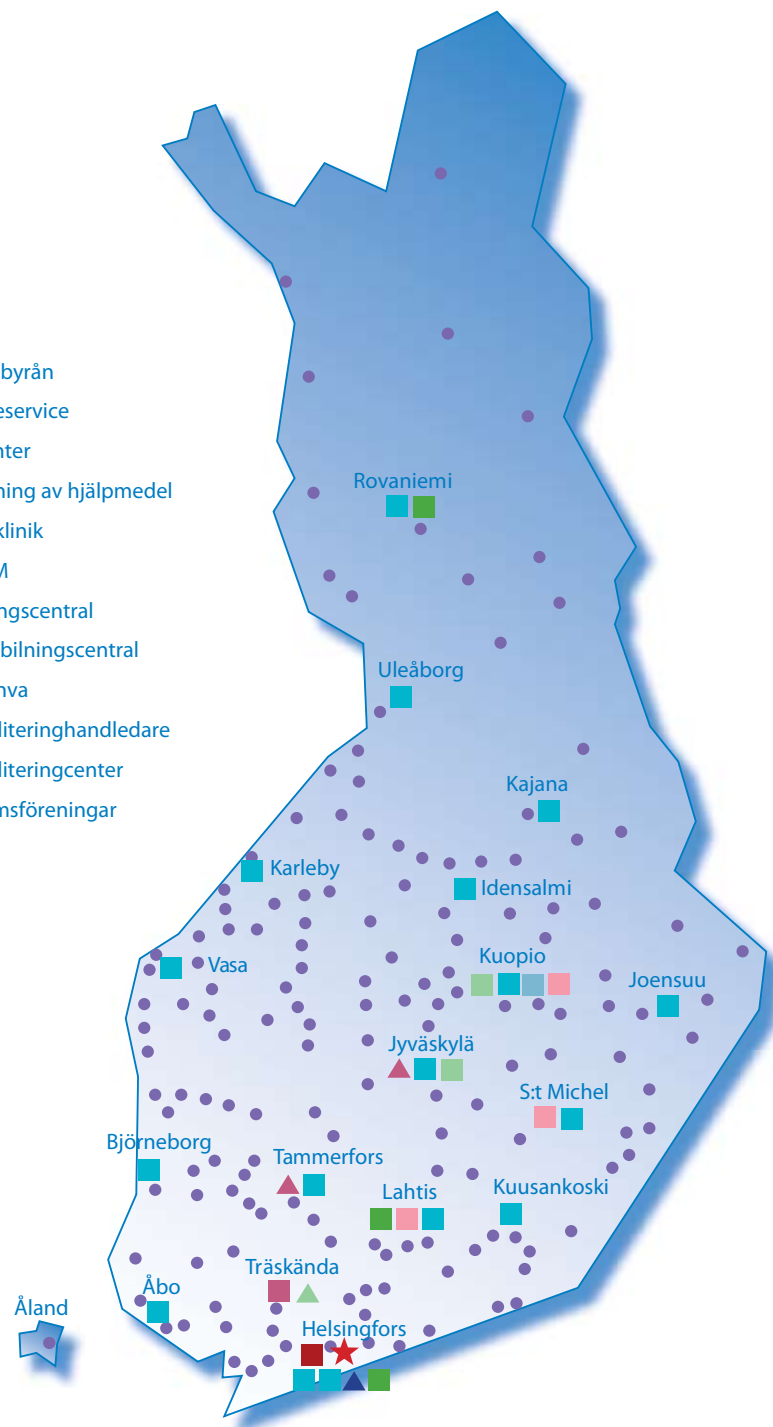 byrån
eservice
nter
ning av hjälpmedel
klinik
M
ngscentral
bilningscentral
nva
literinghandledare
literingcenter
msföreningar
Rovaniemi
Uleåborg
Kajana
Karleby
Idensalmi
Vasa
Kuopio
Joensuu
Jyväskylä
S:t Michel
Björneborg
Tammerfors
Lahtis
Kuusankoski
Träskända
Åbo
Åland
Helsingfors